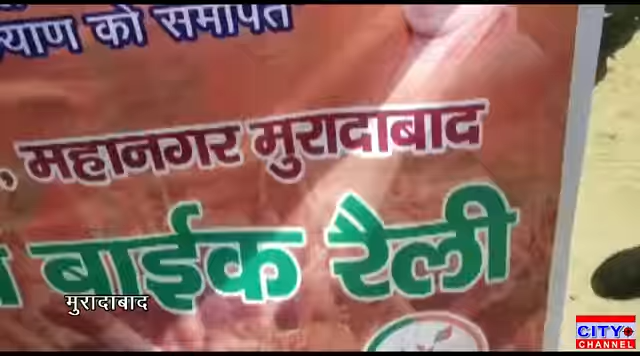 को समर्पित
, महानगर मुरादाबाद
बाईक रैली
मुरादाबाद
CITY
CHANNEL